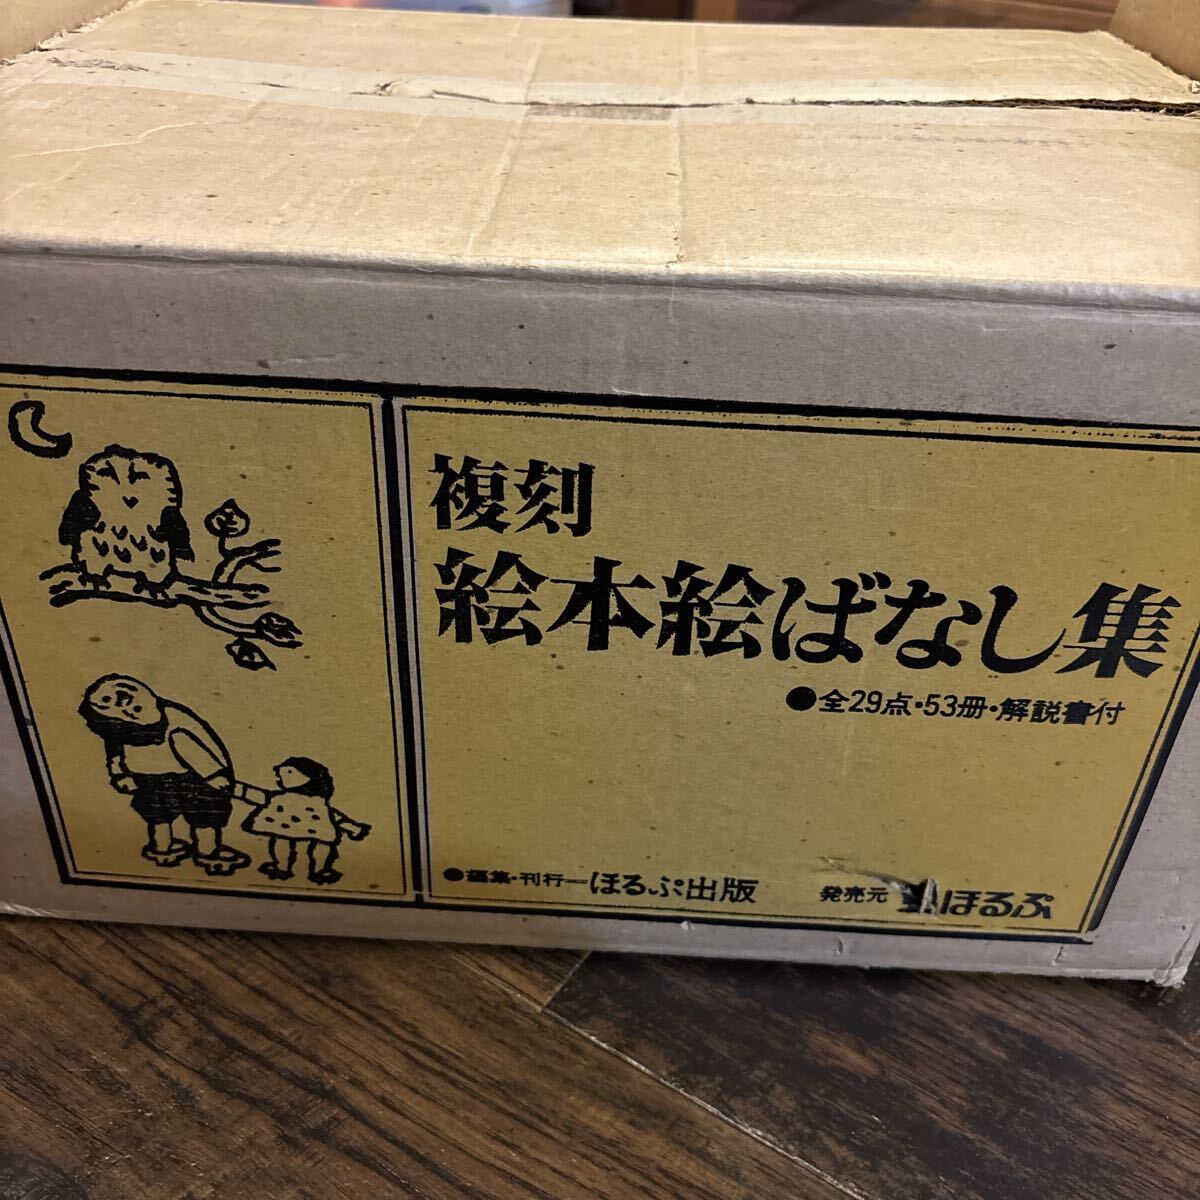 複刻
絵本絵ばなし集
●全29点・53冊・解説書付
●編集・刊行—ほるぷ出版
発売元 ほるぷ